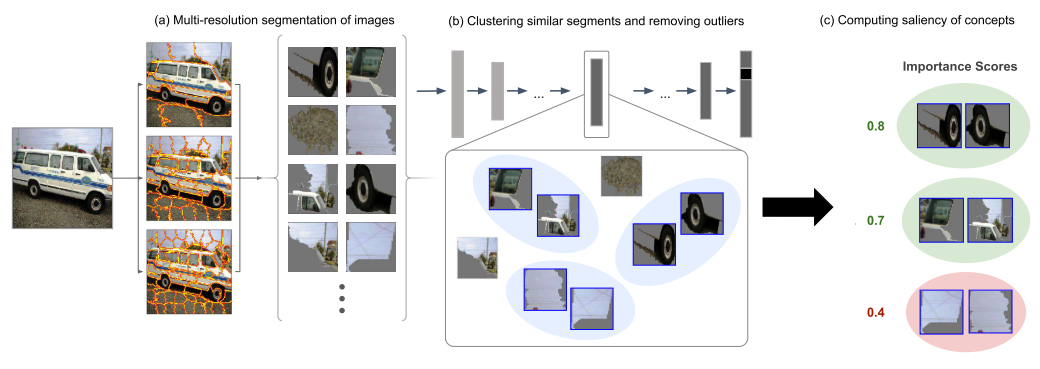 (a) Multi-resolution segmentation of images
(b) Clustering similar segments and removing outliers
(c) Computing saliency of concepts
Importance Scores
...
...
0.8
0.7
0.4